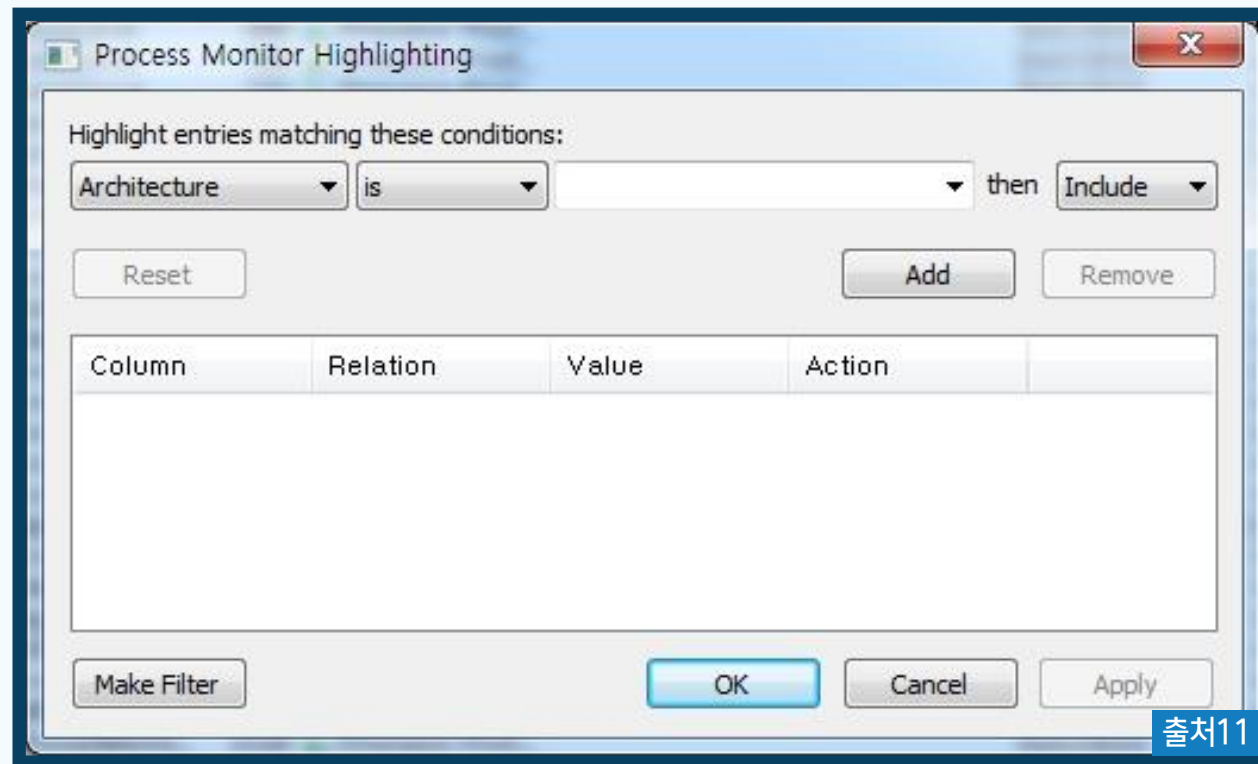 Process Monitor Highlighting
Highlight entries matching these conditions:
Architecture is then Include
Reset Add Remove
Column Relation Value Action
Make Filter OK Cancel Apply
출처11